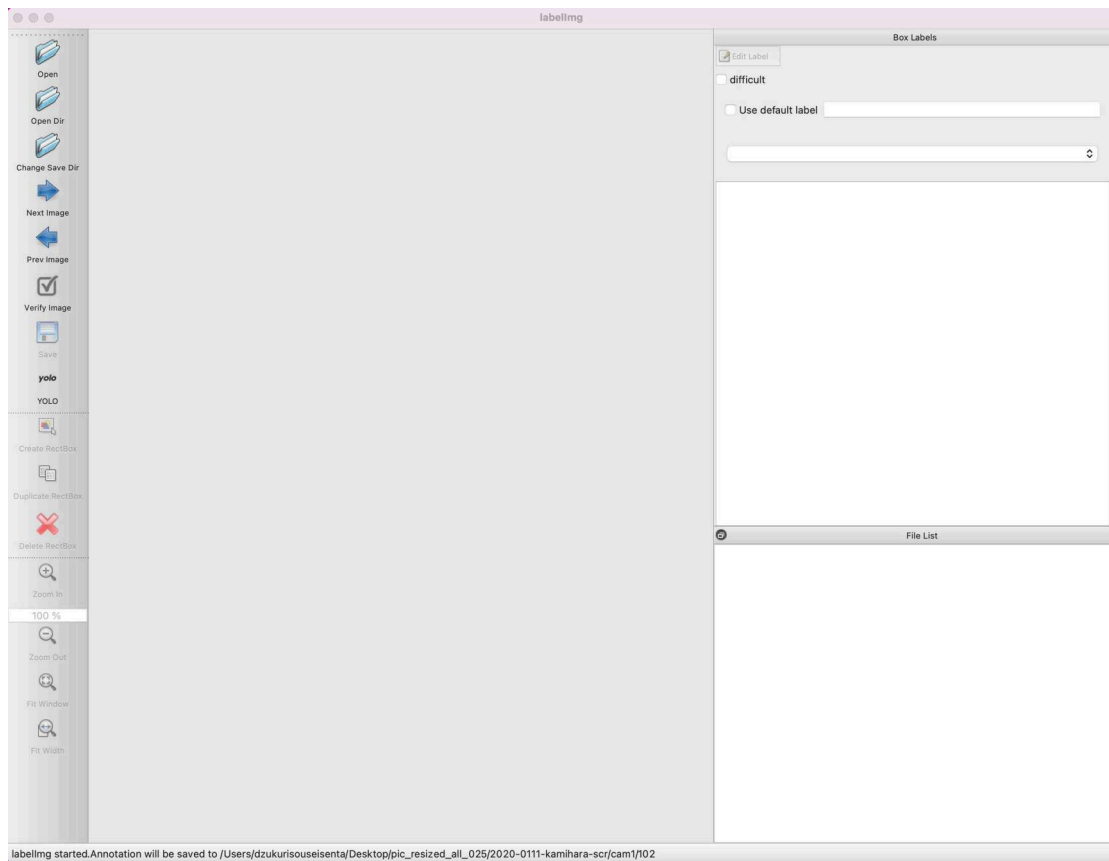 labelImg
Open
Open Dir
Change Save Dir
Next Image
Prev Image
Verify Image
Save
yolo
YOLO
Create RectBox
Duplicate RectBox
Delete RectBox
Zoom In
100 %
Zoom Out
Fit Window
Fit Width
Box Labels
Edit Label
difficult
Use default label
File List
labelImg started.Annotation will be saved to /Users/dzukurisouseisenta/Desktop/pic_resized_all_025/2020-0111-kamihara-scr/cam1/102